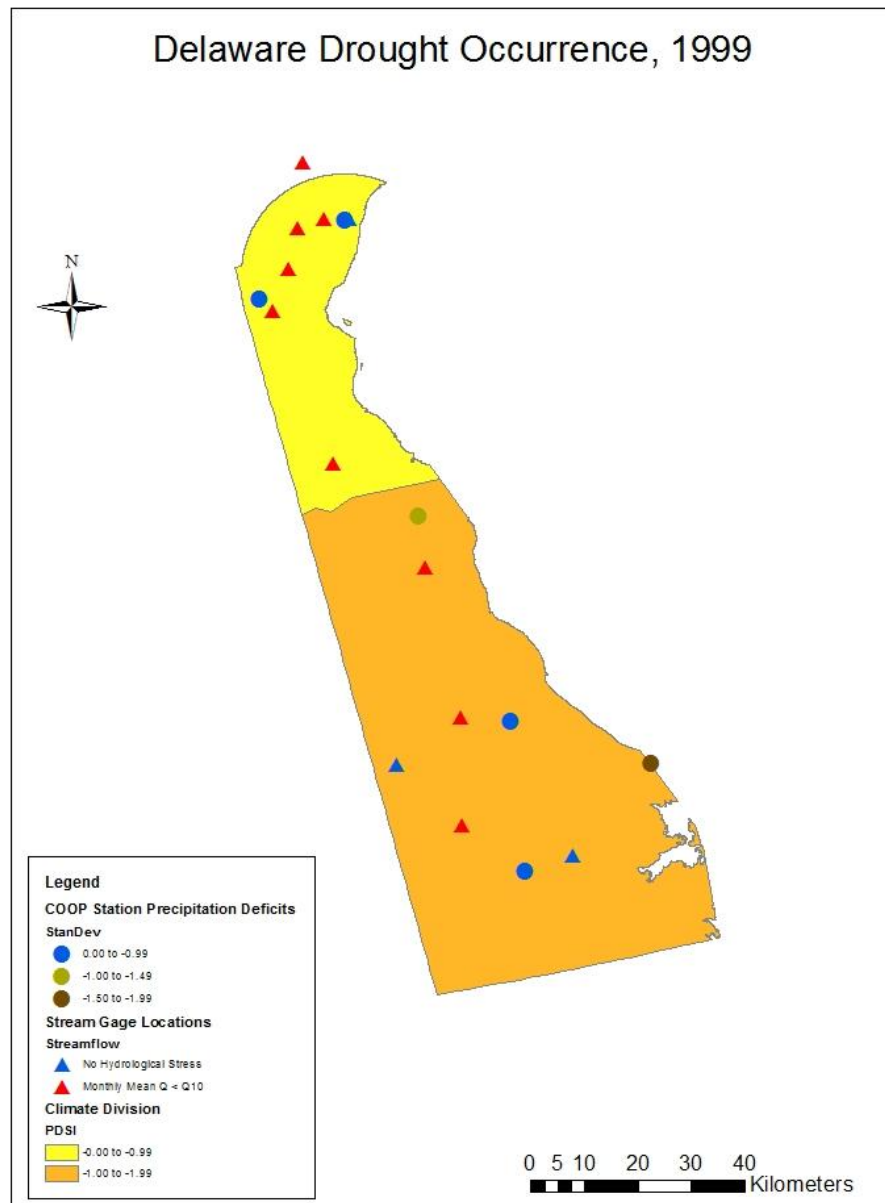 Delaware Drought Occurrence, 1999
N
Legend
COOP Station Precipitation Deficits
StanDev
0.00 to -0.99
-1.00 to -1.49
-1.50 to -1.99
Stream Gage Locations
Streamflow
No Hydrological Stress
Monthly Mean Q < Q10
Climate Division
PDSI
-0.00 to -0.99
-1.00 to -1.99
0 5 10 20 30 40
Kilometers